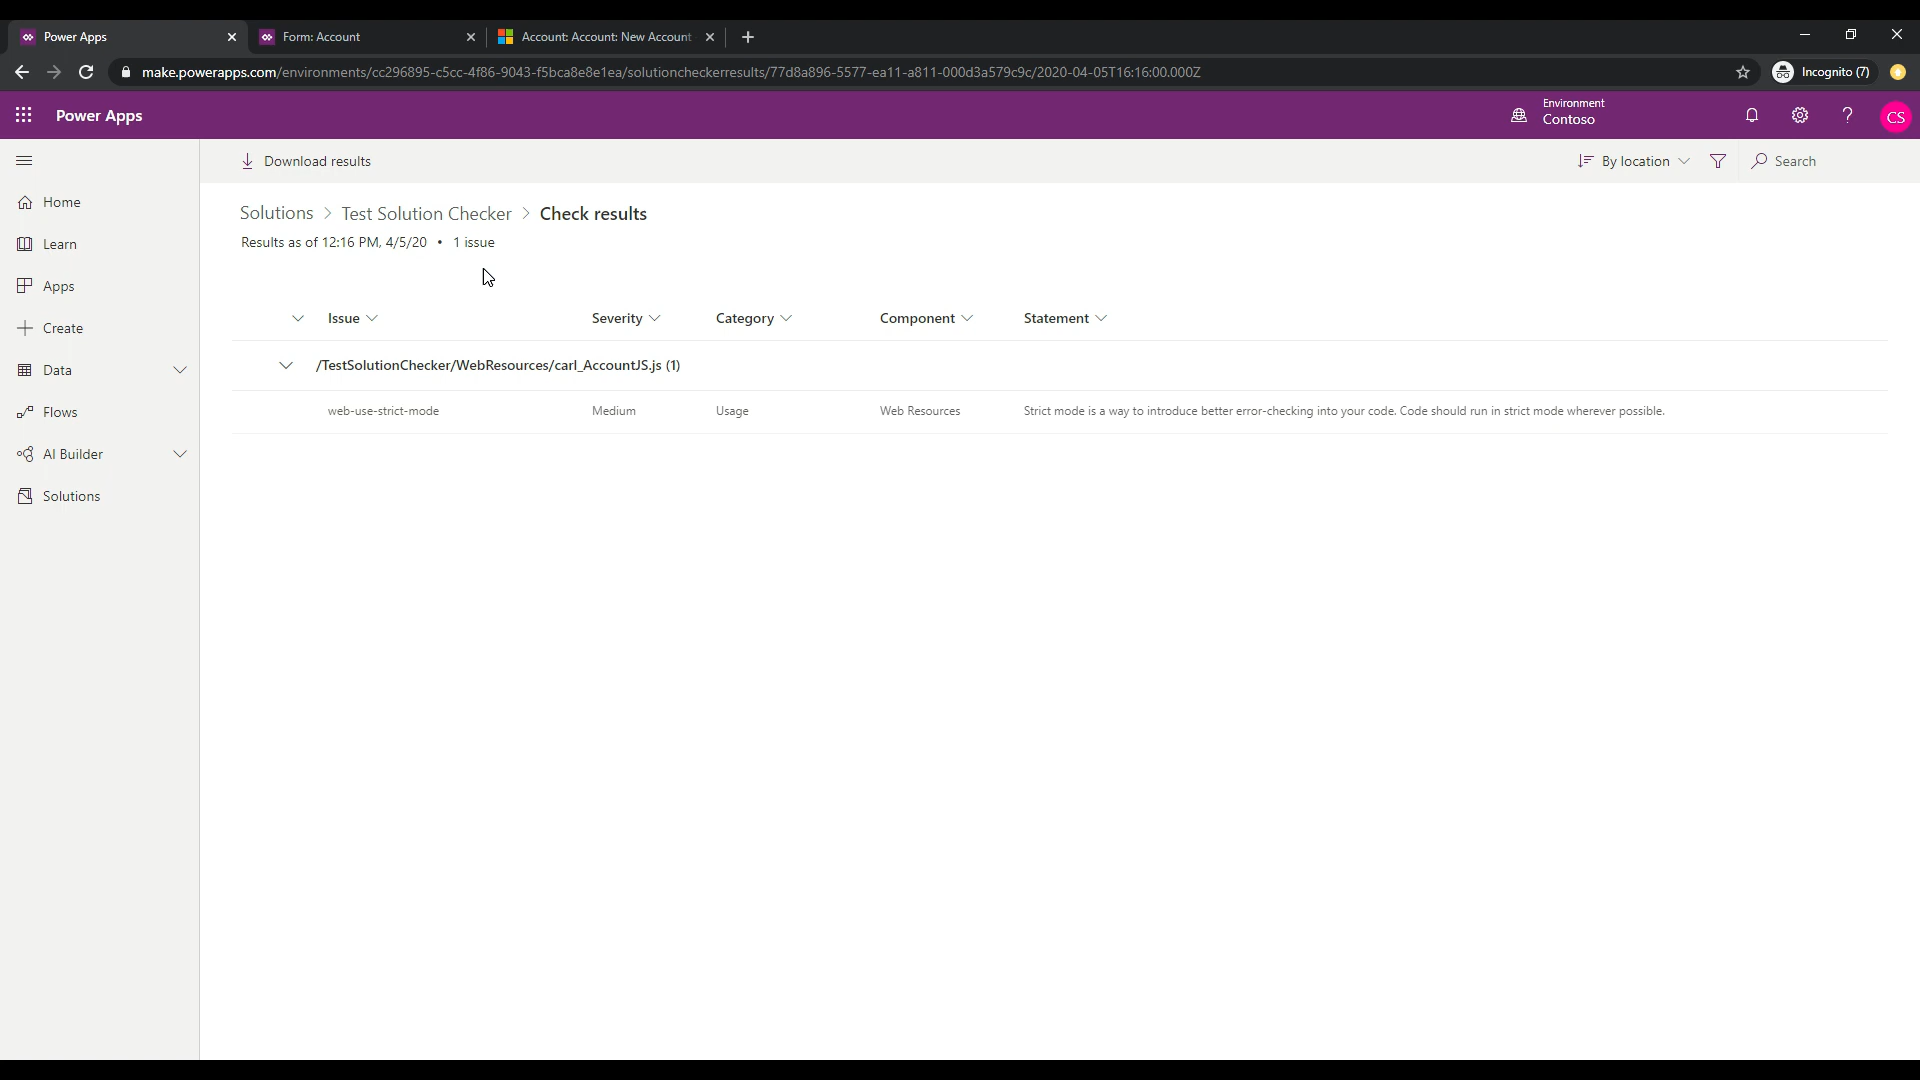 Power Apps
Form: Account
Account: Account: New Account
make.powerapps.com/environments/cc296895-c5cc-4f86-9043-f5bca8e8e1ea/solutioncheckerresults/77d8a896-5577-ea11-a811-000d3a579c9c/2020-04-05T16:16:00.000Z
Incognito (7)
Power Apps
Environment
Contoso
CS
Download results
By location
Search
Home
Learn
Apps
Create
Data
Flows
AI Builder
Solutions
Solutions > Test Solution Checker > Check results
Results as of 12:16 PM, 4/5/20 • 1 issue
Issue Severity Category Component Statement
/TestSolutionChecker/WebResources/carl_AccountJS.js (1)
web-use-strict-mode Medium Usage Web Resources Strict mode is a way to introduce better error-checking into your code. Code should run in strict mode wherever possible.